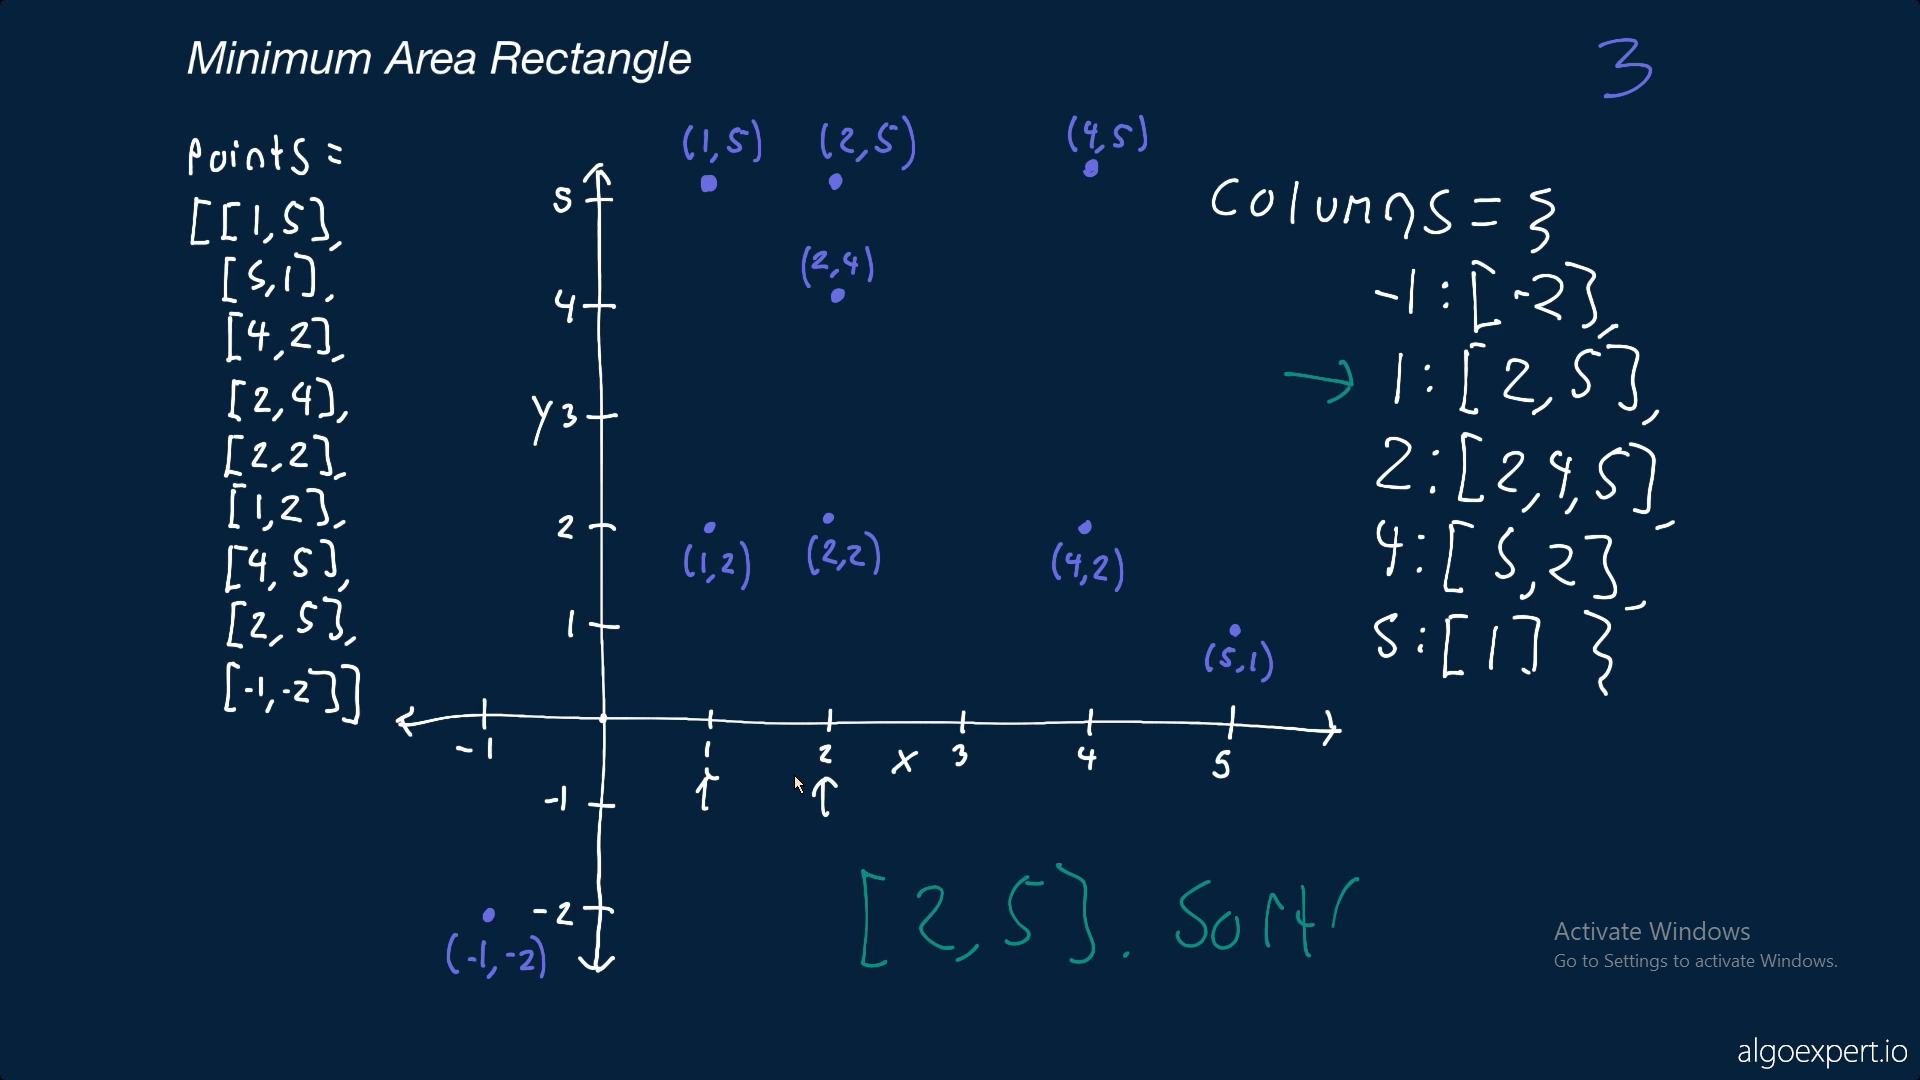 Minimum Area Rectangle
3
Points =
[[1,5],
[5,1],
[4,2],
[2,4],
[2,2],
[1,2],
[4,5],
[2,5],
[-1,-2]]
(1,5) (2,5) (4,5)
5
(2,4)
4
y 3
2
(1,2) (2,2) (4,2)
1
(5,1)
-1 1 2 x 3 4 5
-1
-2
(-1,-2)
Columns = {
-1:[-2],
1:[2,5],
2:[2,4,5],
4:[5,2],
5:[1] }
[2,5]. Sort(
Activate Windows
Go to Settings to activate Windows.
algoexpert.io